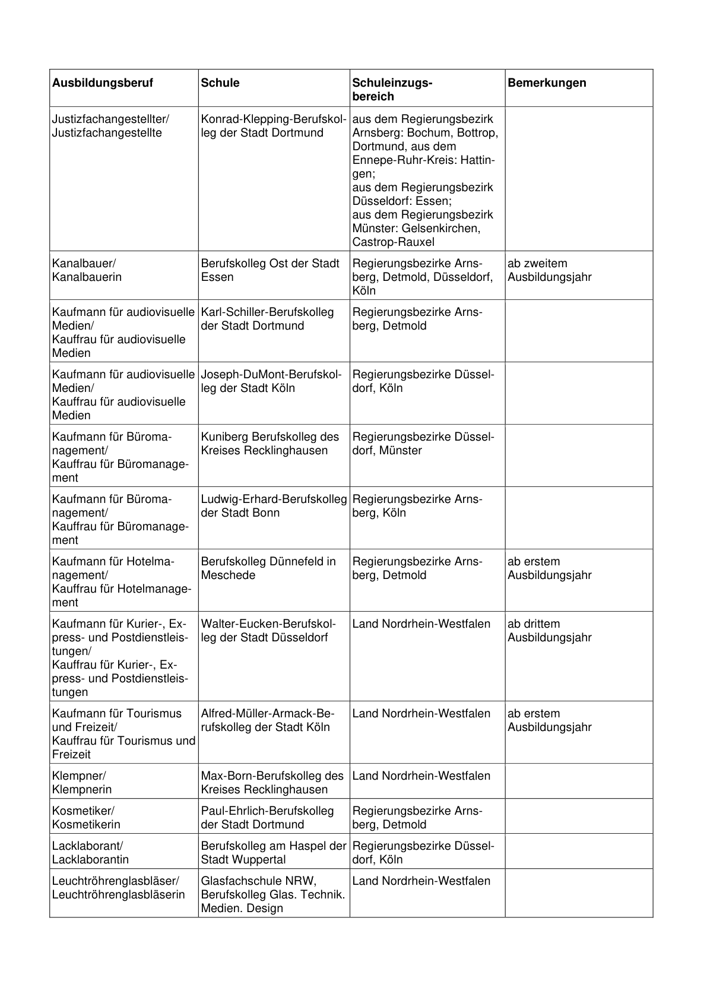 Ausbildungsberuf
Schule
Schuleinzugs-
bereich
Bemerkungen
Justizfachangestellter/
Justizfachangestellte
Konrad-Klepping-Berufskol-
leg der Stadt Dortmund
aus dem Regierungsbezirk
Arnsberg: Bochum, Bottrop,
Dortmund, aus dem
Ennepe-Ruhr-Kreis: Hattin-
gen;
aus dem Regierungsbezirk
Düsseldorf: Essen;
aus dem Regierungsbezirk
Münster: Gelsenkirchen,
Castrop-Rauxel
Kanalbauer/
Kanalbauerin
Berufskolleg Ost der Stadt
Essen
Regierungsbezirke Arns-
berg, Detmold, Düsseldorf,
Köln
ab zweitem
Ausbildungsjahr
Kaufmann für audiovisuelle
Medien/
Kauffrau für audiovisuelle
Medien
Karl-Schiller-Berufskolleg
der Stadt Dortmund
Regierungsbezirke Arns-
berg, Detmold
Kaufmann für audiovisuelle
Medien/
Kauffrau für audiovisuelle
Medien
Joseph-DuMont-Berufskol-
leg der Stadt Köln
Regierungsbezirke Düssel-
dorf, Köln
Kaufmann für Büroma-
nagement/
Kauffrau für Büromanage-
ment
Kuniberg Berufskolleg des
Kreises Recklinghausen
Regierungsbezirke Düssel-
dorf, Münster
Kaufmann für Büroma-
nagement/
Kauffrau für Büromanage-
ment
Ludwig-Erhard-Berufskolleg
der Stadt Bonn
Regierungsbezirke Arns-
berg, Köln
Kaufmann für Hotelma-
nagement/
Kauffrau für Hotelmanage-
ment
Berufskolleg Dünnefeld in
Meschede
Regierungsbezirke Arns-
berg, Detmold
ab erstem
Ausbildungsjahr
Kaufmann für Kurier-, Ex-
press- und Postdienstleis-
tungen/
Kauffrau für Kurier-, Ex-
press- und Postdienstleis-
tungen
Walter-Eucken-Berufskol-
leg der Stadt Düsseldorf
Land Nordrhein-Westfalen
ab drittem
Ausbildungsjahr
Kaufmann für Tourismus
und Freizeit/
Kauffrau für Tourismus und
Freizeit
Alfred-Müller-Armack-Be-
rufskolleg der Stadt Köln
Land Nordrhein-Westfalen
ab erstem
Ausbildungsjahr
Klempner/
Klempnerin
Max-Born-Berufskolleg des
Kreises Recklinghausen
Land Nordrhein-Westfalen
Kosmetiker/
Kosmetikerin
Paul-Ehrlich-Berufskolleg
der Stadt Dortmund
Regierungsbezirke Arns-
berg, Detmold
Lacklaborant/
Lacklaborantin
Berufskolleg am Haspel der
Stadt Wuppertal
Regierungsbezirke Düssel-
dorf, Köln
Leuchtröhrenglasbläser/
Leuchtröhrenglasbläserin
Glasfachschule NRW,
Berufskolleg Glas. Technik.
Medien. Design
Land Nordrhein-Westfalen